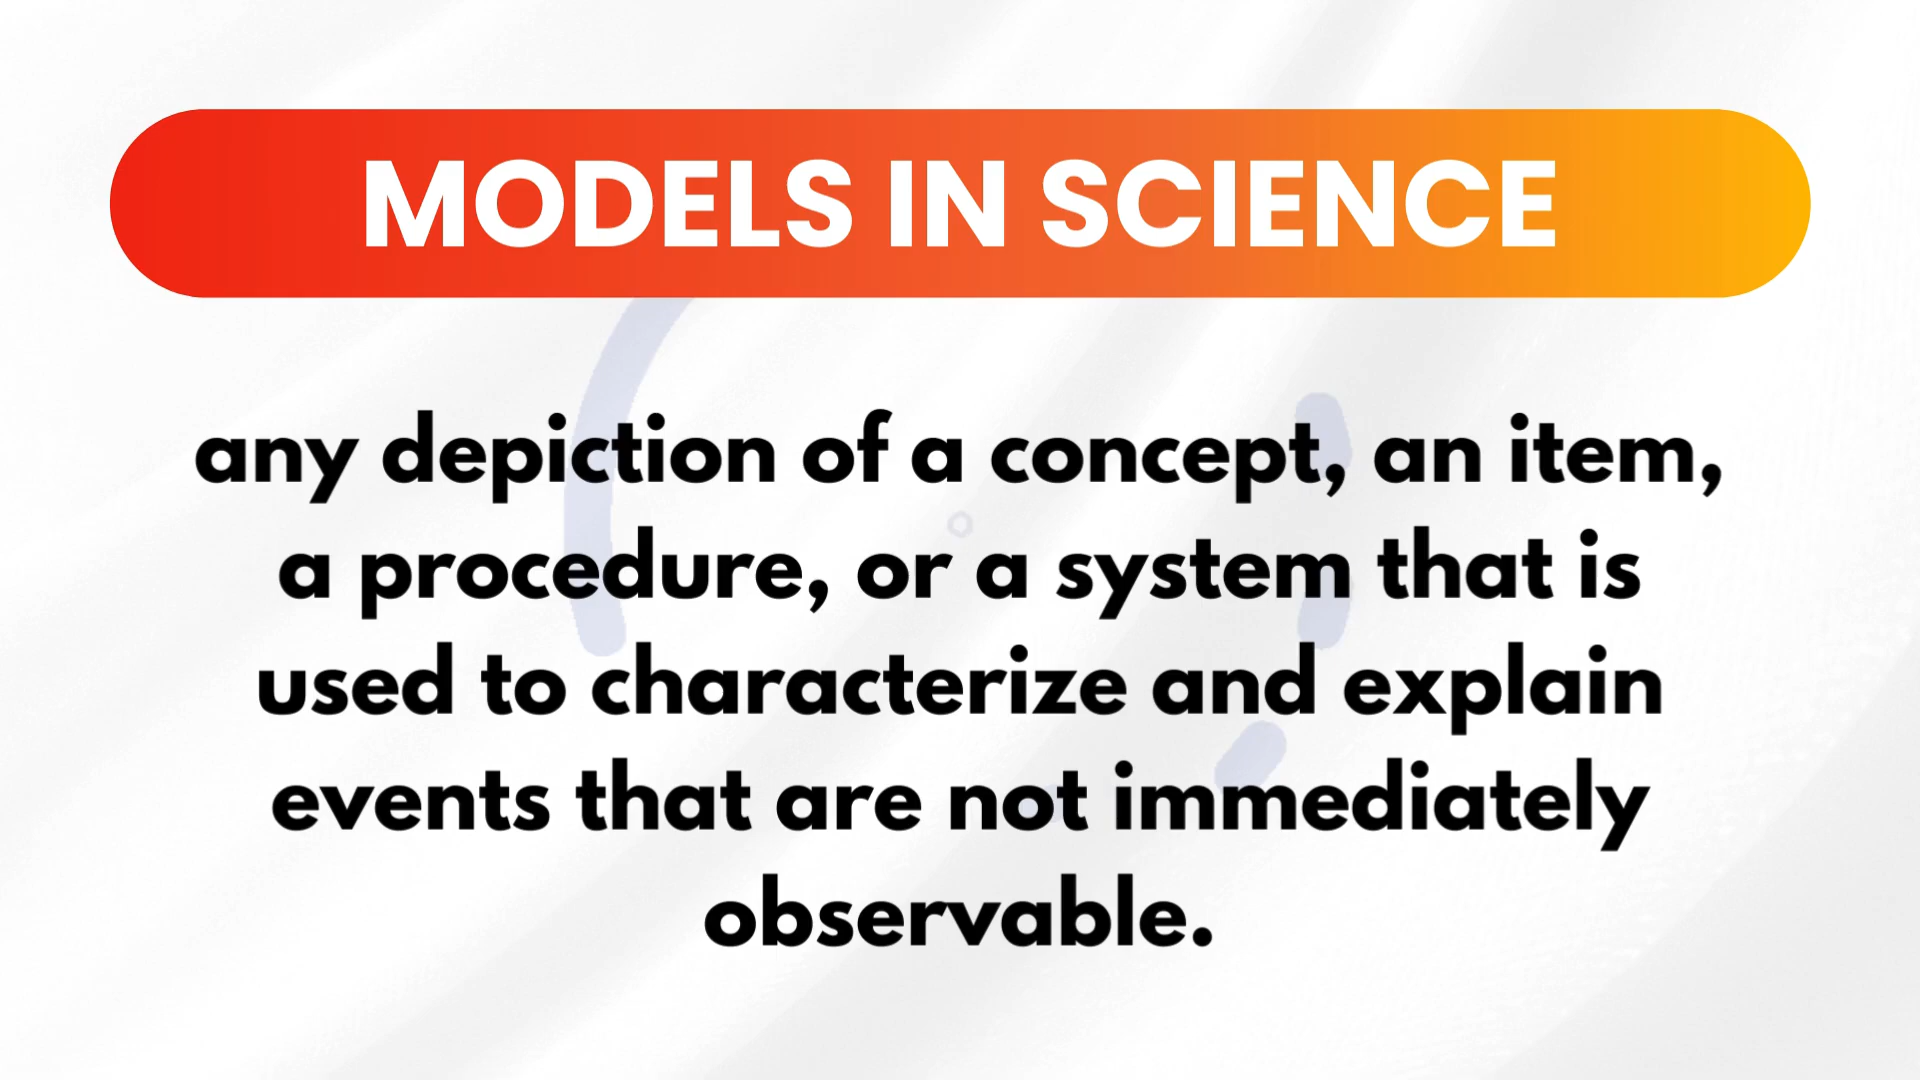 MODELS IN SCIENCE
any depiction of a concept, an item,
a procedure, or a system that is
used to characterize and explain
events that are not immediately
observable.